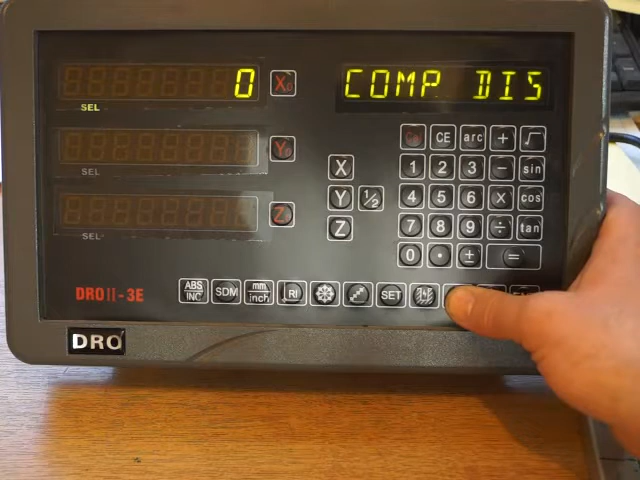 0 X₀ COMP DIS
SEL
Y₀
SEL
Z
SEL
CE arc + √
X 1 2 3 - sin
Y ½ 4 5 6 X cos
Z 7 8 9 ÷ tan
0 · ± =
DRO II - 3E
ABS/INC SDM mm/inch RI SET
DRO